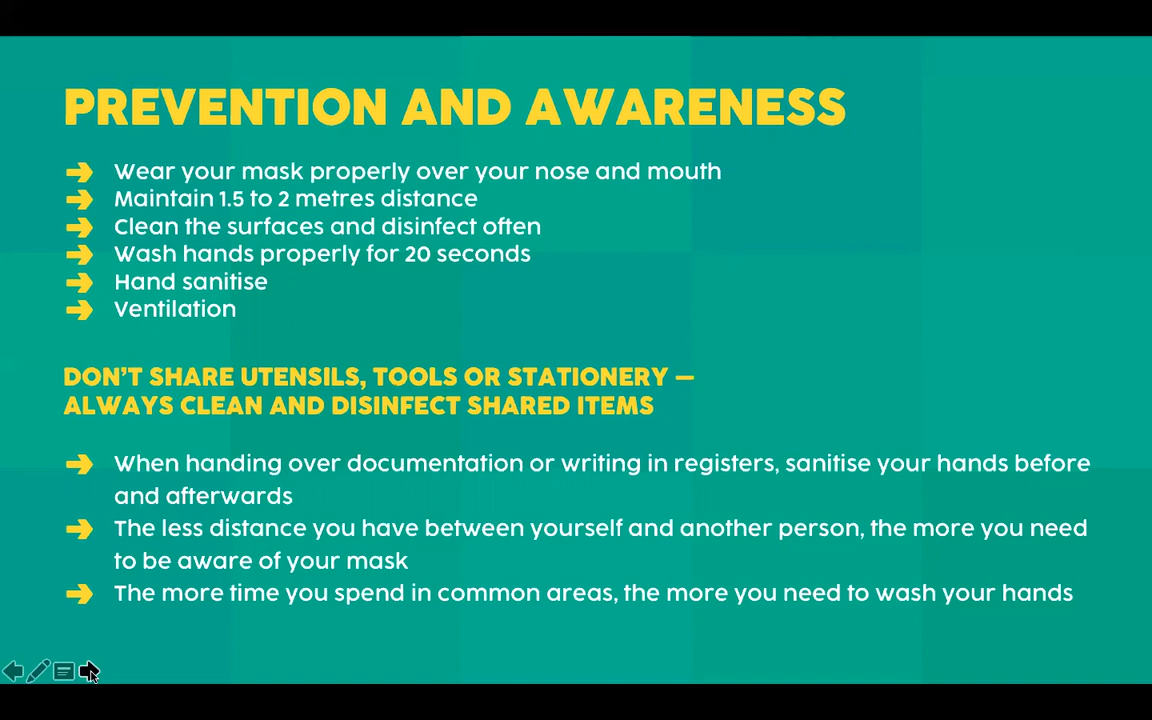 PREVENTION AND AWARENESS
Wear your mask properly over your nose and mouth
Maintain 1.5 to 2 metres distance
Clean the surfaces and disinfect often
Wash hands properly for 20 seconds
Hand sanitise
Ventilation
DON'T SHARE UTENSILS, TOOLS OR STATIONERY –
ALWAYS CLEAN AND DISINFECT SHARED ITEMS
When handing over documentation or writing in registers, sanitise your hands before
and afterwards
The less distance you have between yourself and another person, the more you need
to be aware of your mask
The more time you spend in common areas, the more you need to wash your hands